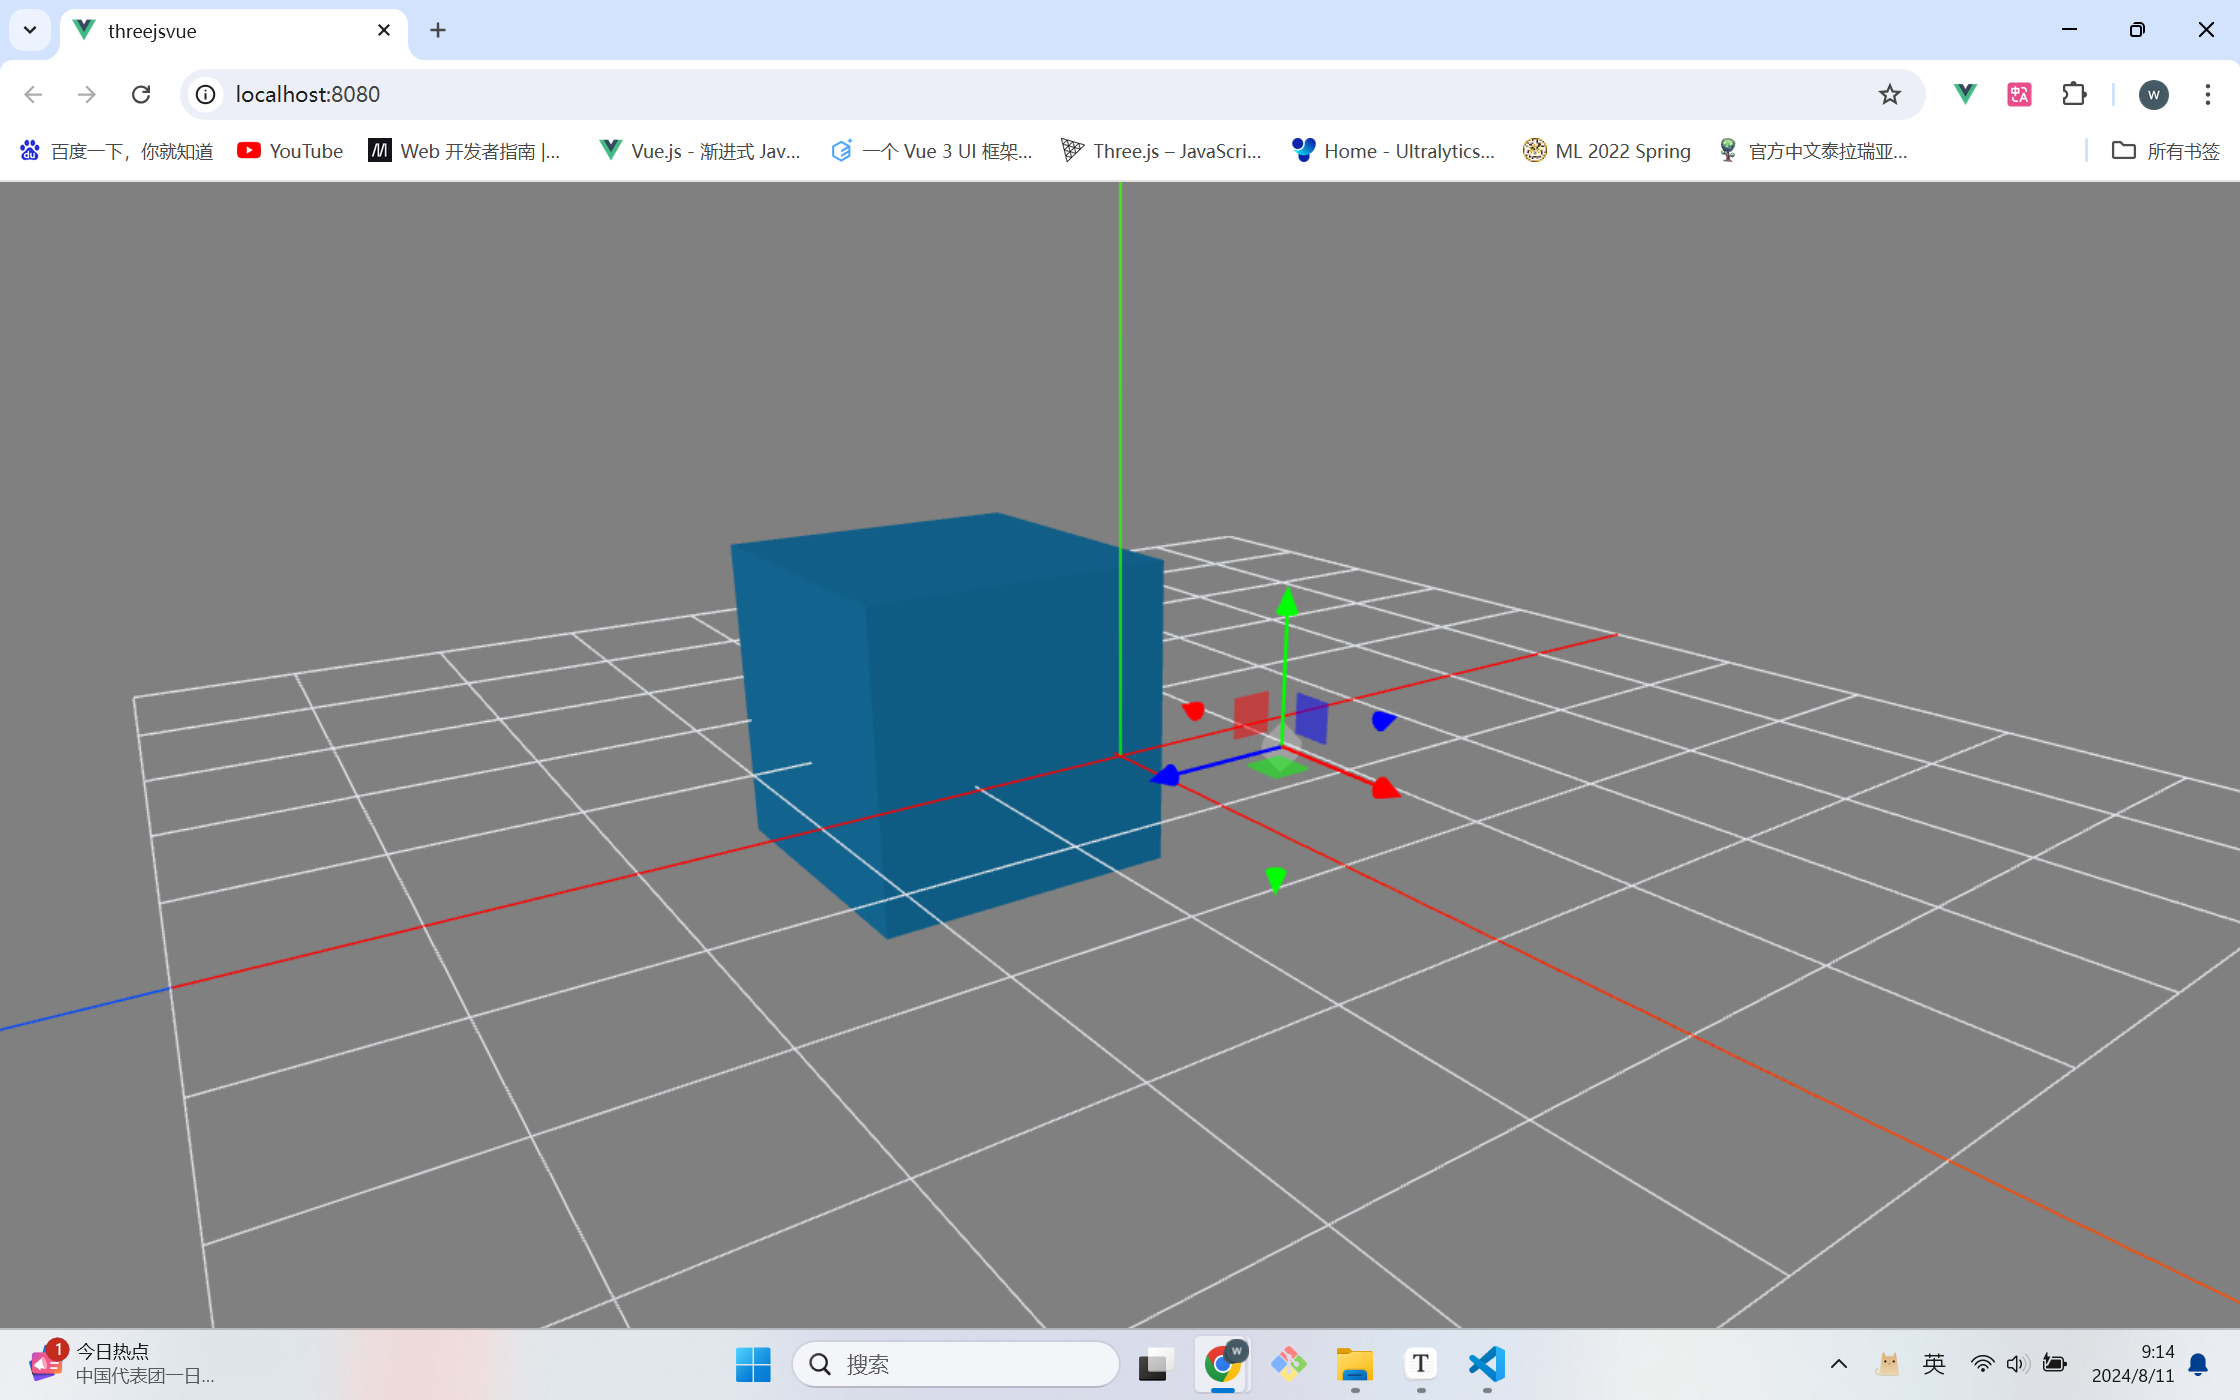 threejsvue
localhost:8080
W
百度一下，你就知道
YouTube
Web 开发者指南 |...
Vue.js - 渐进式 Jav...
一个 Vue 3 UI 框架...
Three.js – JavaScri...
Home - Ultralytics...
ML 2022 Spring
官方中文泰拉瑞亚...
所有书签
1
今日热点
中国代表团一日...
搜索
W
T
英
9:14
2024/8/11